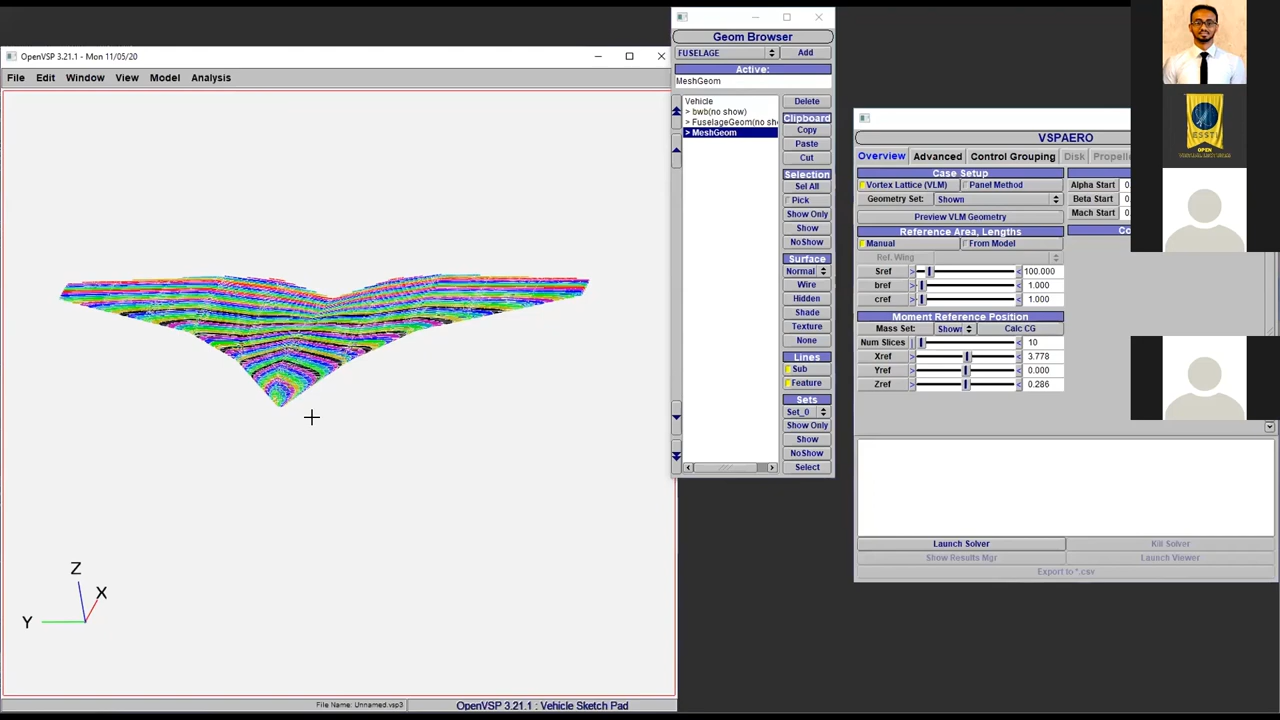 OpenVSP 3.21.1 - Mon 11/05/20
File Edit Window View Model Analysis
Z
X
Y
File Name: Unnamed.vsp3
OpenVSP 3.21.1 : Vehicle Sketch Pad
Geom Browser
FUSELAGE
Add
Active:
MeshGeom
Vehicle
> bwb(no show)
> FuselageGeom(no sh
> MeshGeom
Delete
Clipboard
Copy
Paste
Cut
Selection
Sel All
Pick
Show Only
Show
NoShow
Surface
Normal
Wire
Hidden
Shade
Texture
None
Lines
Sub
Feature
Sets
Set_0
Show Only
Show
NoShow
Select
VSPAERO
Overview Advanced Control Grouping Disk Propelle
Case Setup
Vortex Lattice (VLM) Panel Method
Geometry Set: Shown
Preview VLM Geometry
Reference Area, Lengths
Manual From Model
Ref. Wing
Sref > < 100.000
bref > < 1.000
cref > < 1.000
Moment Reference Position
Mass Set: Shown Calc CG
Num Slices 10
Xref > < 3.778
Yref > < 0.000
Zref > < 0.286
Alpha Start 0.
Beta Start 0.
Mach Start 0.
Co
Launch Solver Kill Solver
Show Results Mgr Launch Viewer
Export to *.csv
ESST
OPEN